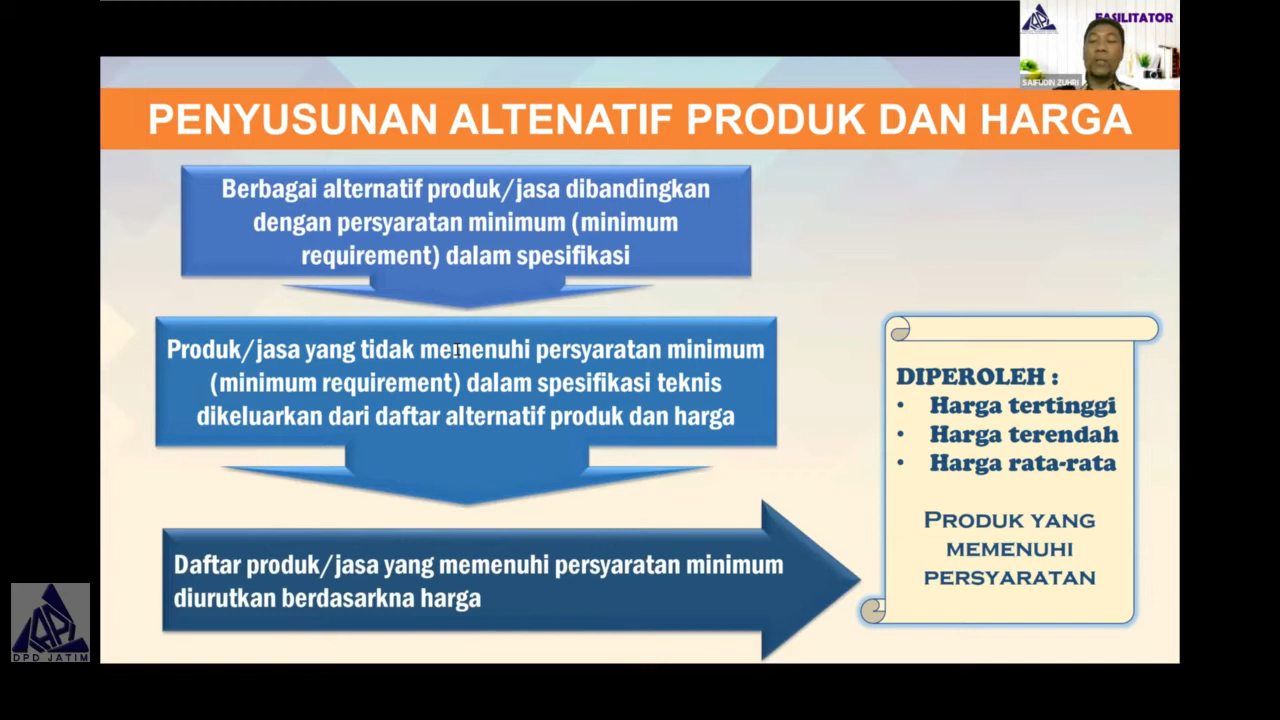 FASILITATOR
SAIFUDIN ZUHRI
PENYUSUNAN ALTENATIF PRODUK DAN HARGA
Berbagai alternatif produk/jasa dibandingkan
dengan persyaratan minimum (minimum
requirement) dalam spesifikasi
Produk/jasa yang tidak memenuhi persyaratan minimum
(minimum requirement) dalam spesifikasi teknis
dikeluarkan dari daftar alternatif produk dan harga
Daftar produk/jasa yang memenuhi persyaratan minimum
diurutkan berdasarkna harga
DIPEROLEH :
• Harga tertinggi
• Harga terendah
• Harga rata-rata
PRODUK YANG
MEMENUHI
PERSYARATAN
DPD JATIM